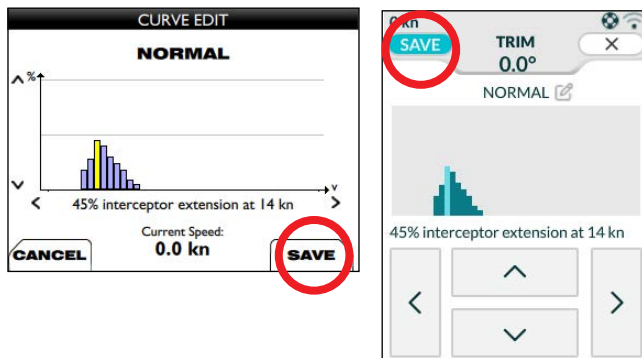 CURVE EDIT
NORMAL
%
v
45% interceptor extension at 14 kn
Current Speed:
0.0 kn
CANCEL
SAVE
0 kn
SAVE
TRIM
0.0°
NORMAL
45% interceptor extension at 14 kn